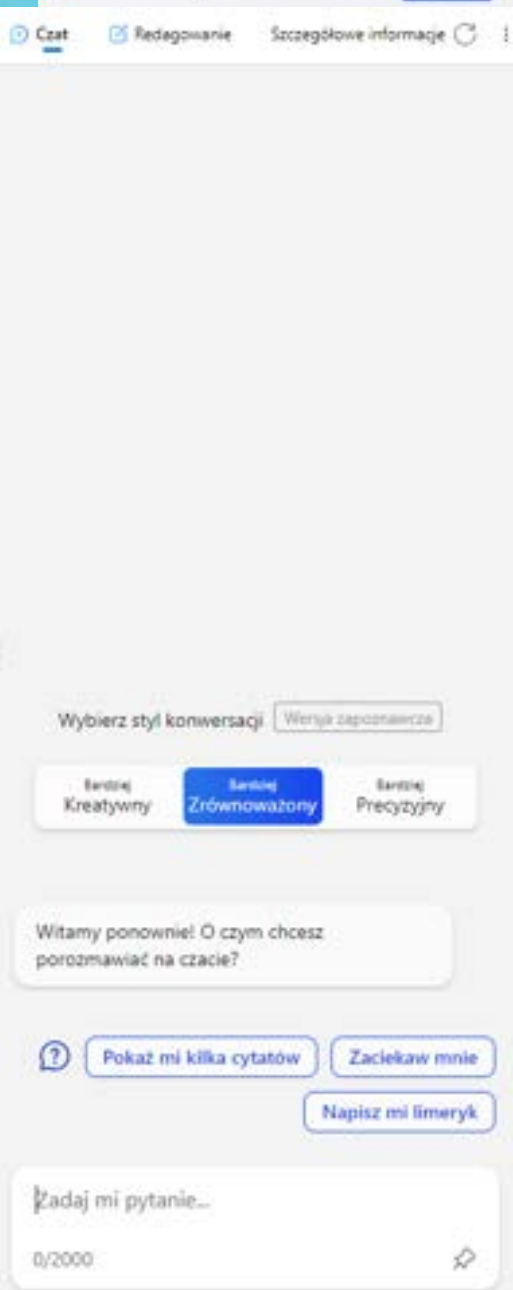 Czat Redagowanie Szczegółowe informacje
Wybierz styl konwersacji Wersja zapoznawcza
Bardziej Kreatywny
Bardziej Zrównoważony
Bardziej Precyzyjny
Witamy ponownie! O czym chcesz
porozmawiać na czacie?
Pokaż mi kilka cytatów Zaciekaw mnie
Napisz mi limeryk
Zadaj mi pytanie...
0/2000